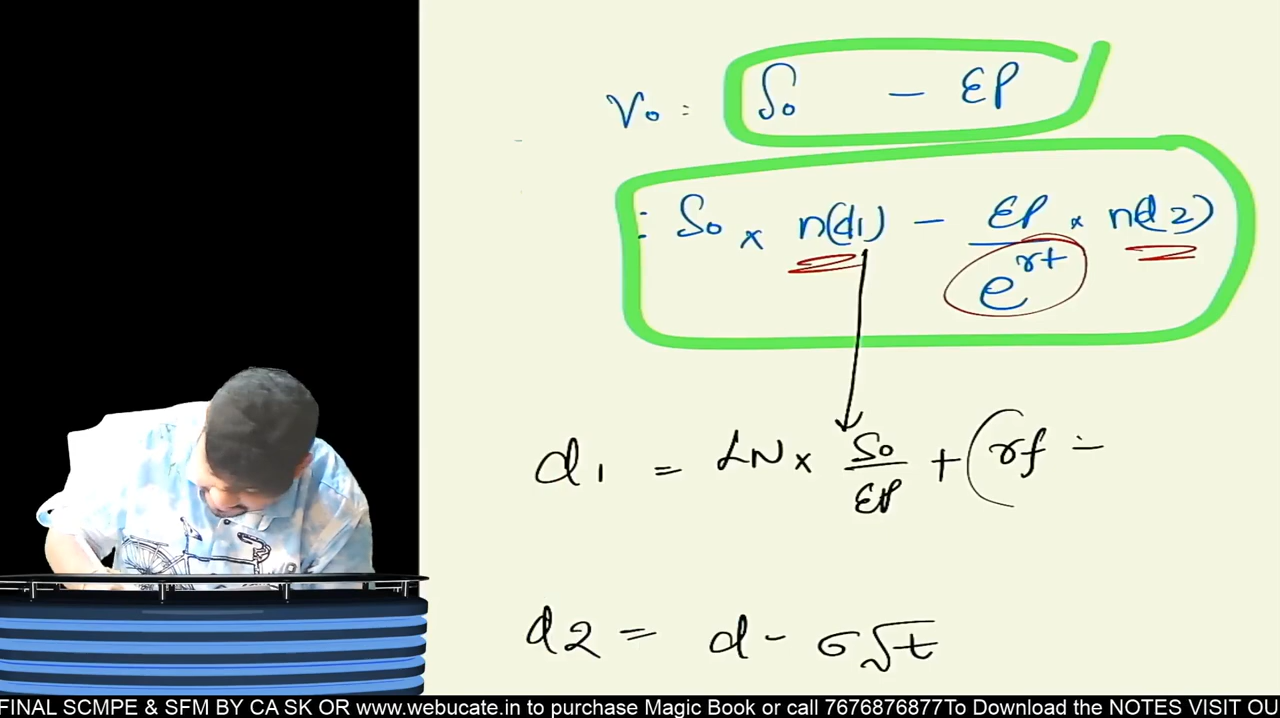 V₀ = S₀ - EP
= S₀ × n(d1) - EP/e^rt × n(d2)
d1 = LN × S₀/EP + (rf =
d2 = d - σ√t
FINAL SCMPE & SFM BY CA SK OR www.webucate.in to purchase Magic Book or call 7676876877To Download the NOTES VISIT OU